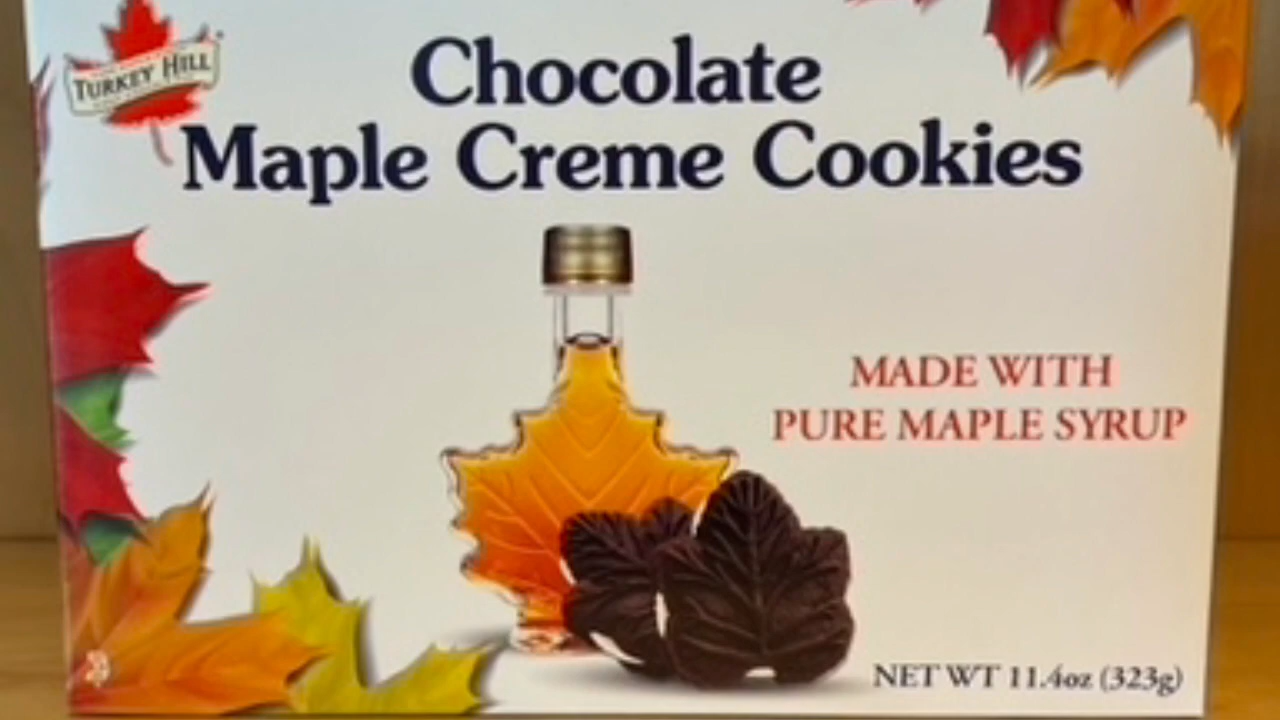 TURKEY HILL
Chocolate
Maple Creme Cookies
MADE WITH
PURE MAPLE SYRUP
NET WT 11.4oz (323g)